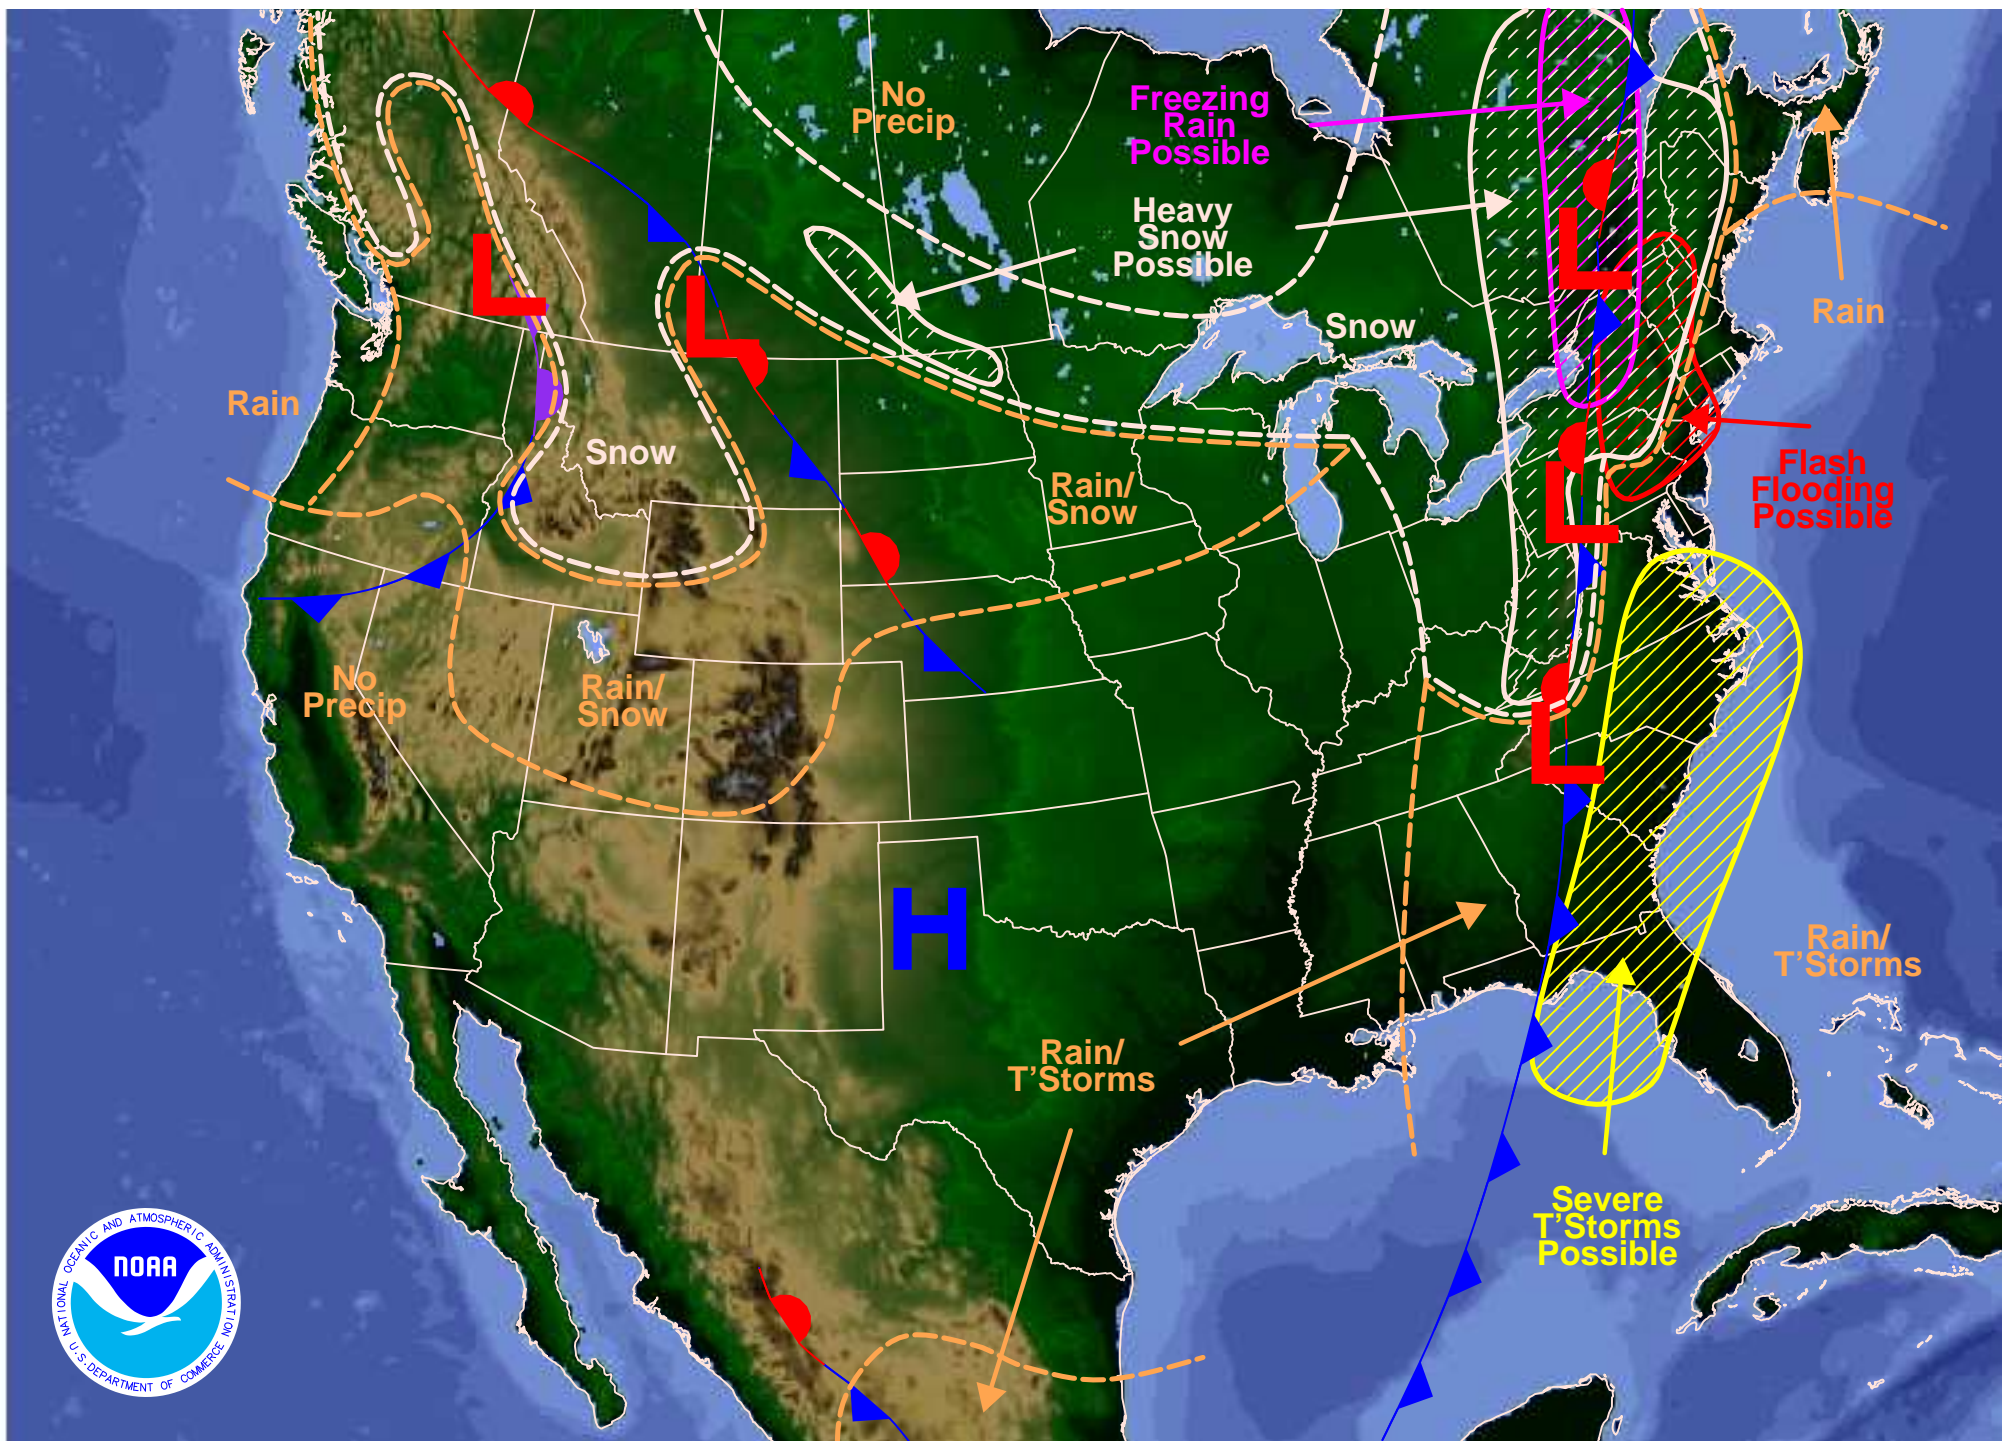 No
Precip
Freezing
Rain
Possible
Heavy
Snow
Possible
Rain
Snow
Rain
Snow
Rain/
Snow
Flash
Flooding
Possible
No
Precip
Rain/
Snow
L
L
L
L
L
H
Rain/
T'Storms
Rain/
T'Storms
Severe
T'Storms
Possible
NATIONAL OCEANIC AND ATMOSPHERIC ADMINISTRATION
NOAA
U.S. DEPARTMENT OF COMMERCE